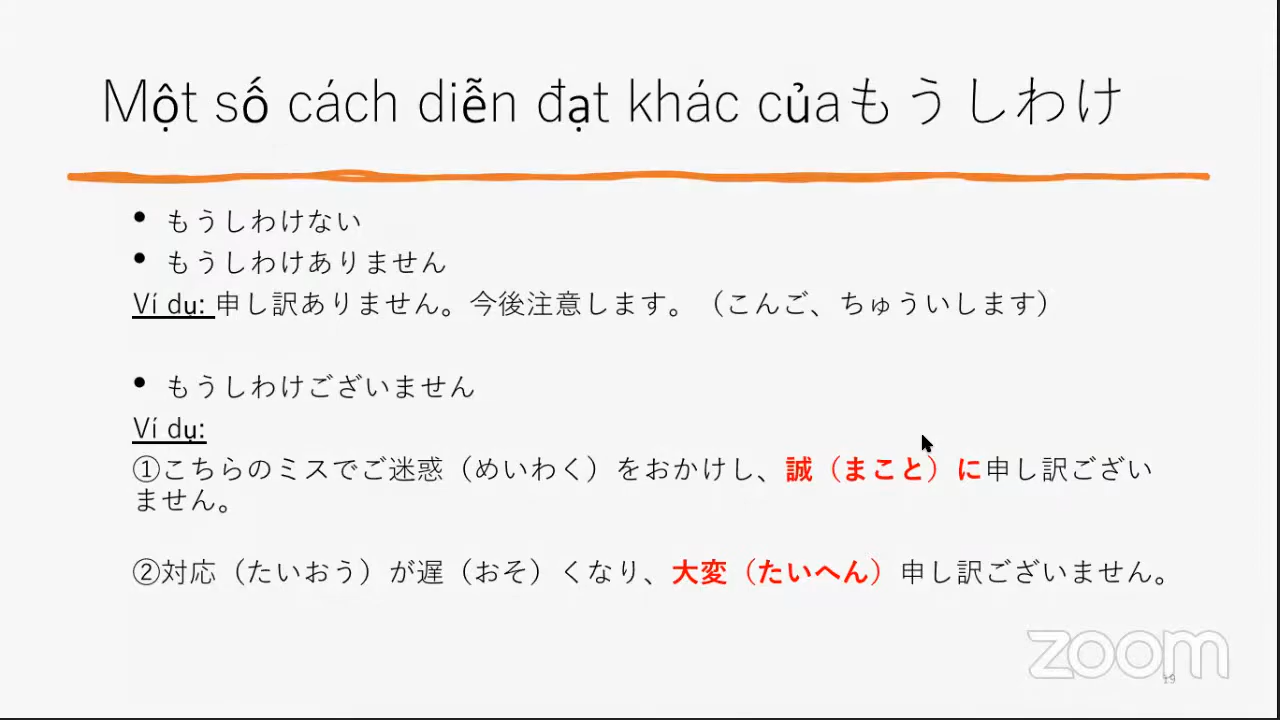 Một số cách diễn đạt khác củaもうしわけ
• もうしわけない
• もうしわけありません
Ví dụ: 申し訳ありません。今後注意します。（こんご、ちゅういします）
• もうしわけございません
Ví dụ:
①こちらのミスでご迷惑（めいわく）をおかけし、誠（まこと）に申し訳ござい
ません。
②対応（たいおう）が遅（おそ）くなり、大変（たいへん）申し訳ございません。
zoom
19